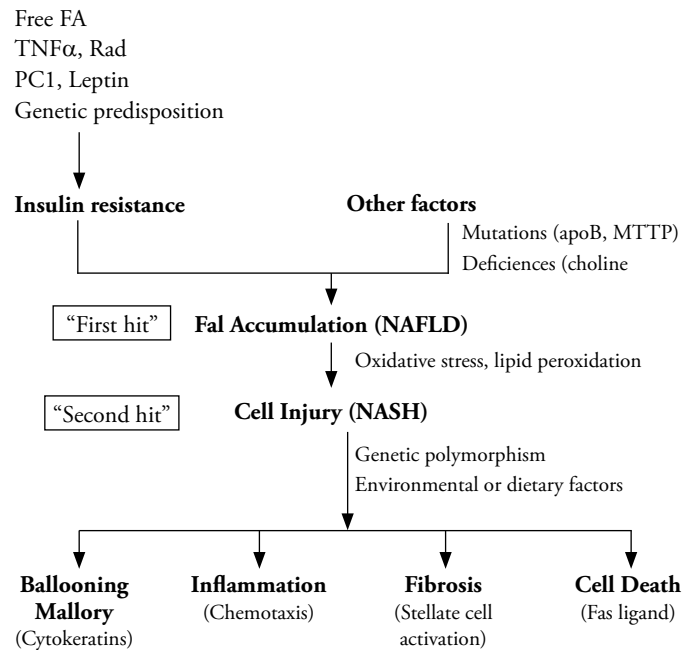 Free FA
TNFα, Rad
PC1, Leptin
Genetic predisposition
Insulin resistance
Other factors
Mutations (apoB, MTTP)
Deficiences (choline
“First hit”
Fal Accumulation (NAFLD)
Oxidative stress, lipid peroxidation
“Second hit”
Cell Injury (NASH)
Genetic polymorphism
Environmental or dietary factors
Ballooning
Mallory
(Cytokeratins)
Inflammation
(Chemotaxis)
Fibrosis
(Stellate cell
activation)
Cell Death
(Fas ligand)